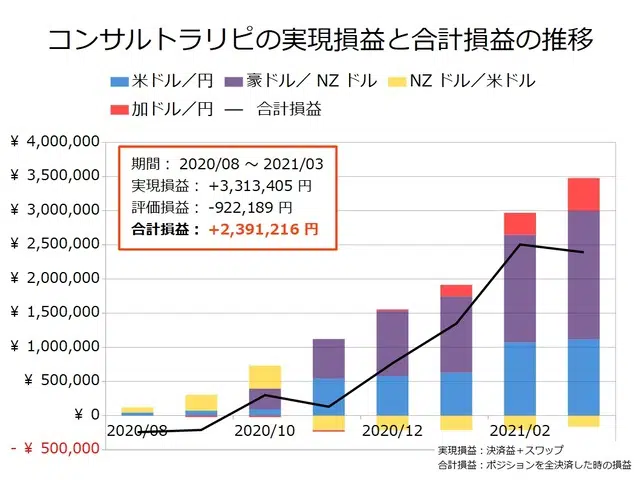 コンサルトラリピの実現損益と合計損益の推移
米ドル／円 豪ドル／NZドル NZドル／米ドル
加ドル／円 合計損益
¥ 4,000,000
¥ 3,500,000
¥ 3,000,000
¥ 2,500,000
¥ 2,000,000
¥ 1,500,000
¥ 1,000,000
¥ 500,000
¥ 0
- ¥ 500,000
期間： 2020/08 ～ 2021/03
実現損益： +3,313,405 円
評価損益： -922,189 円
合計損益： +2,391,216 円
2020/08 2020/10 2020/12 2021/02
実現損益：決済益＋スワップ
合計損益：ポジションを全決済した時の損益